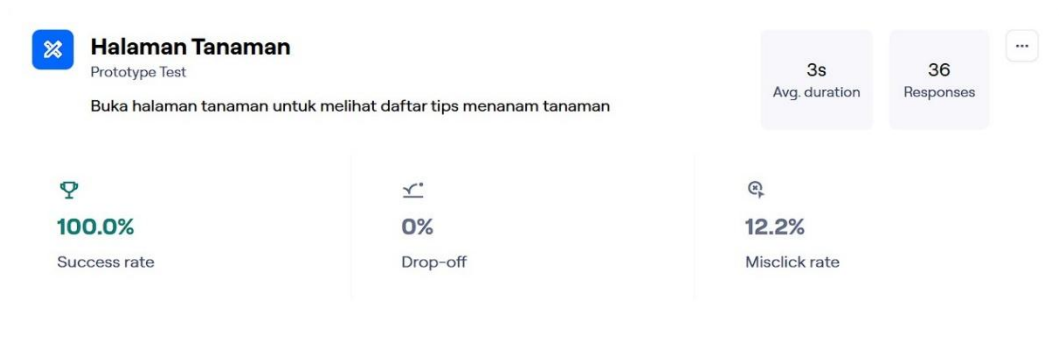 Halaman Tanaman
Prototype Test
Buka halaman tanaman untuk melihat daftar tips menanam tanaman
3s
Avg. duration
36
Responses
100.0%
Success rate
0%
Drop-off
12.2%
Misclick rate